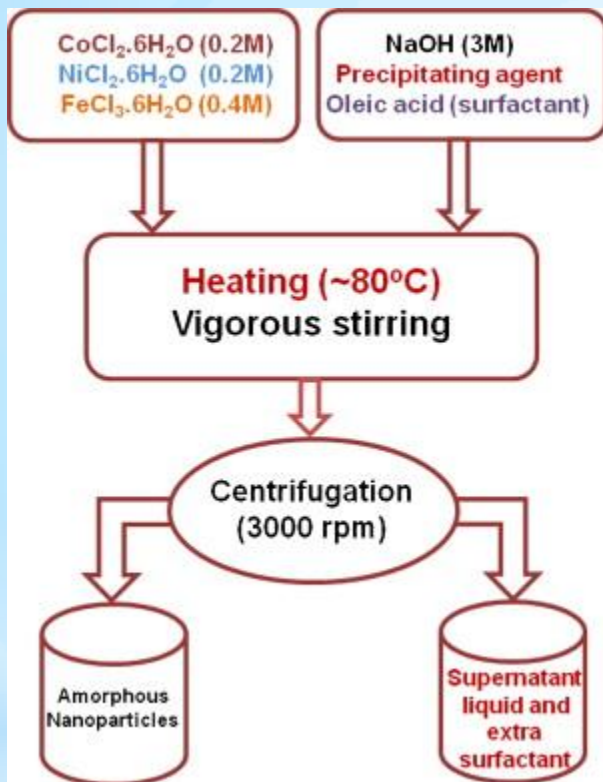 CoCl₂.6H₂O (0.2M)
NiCl₂.6H₂O (0.2M)
FeCl₃.6H₂O (0.4M)
NaOH (3M)
Precipitating agent
Oleic acid (surfactant)
Heating (~80ºC)
Vigorous stirring
Centrifugation
(3000 rpm)
Amorphous
Nanoparticles
Supernatant
liquid and
extra
surfactant